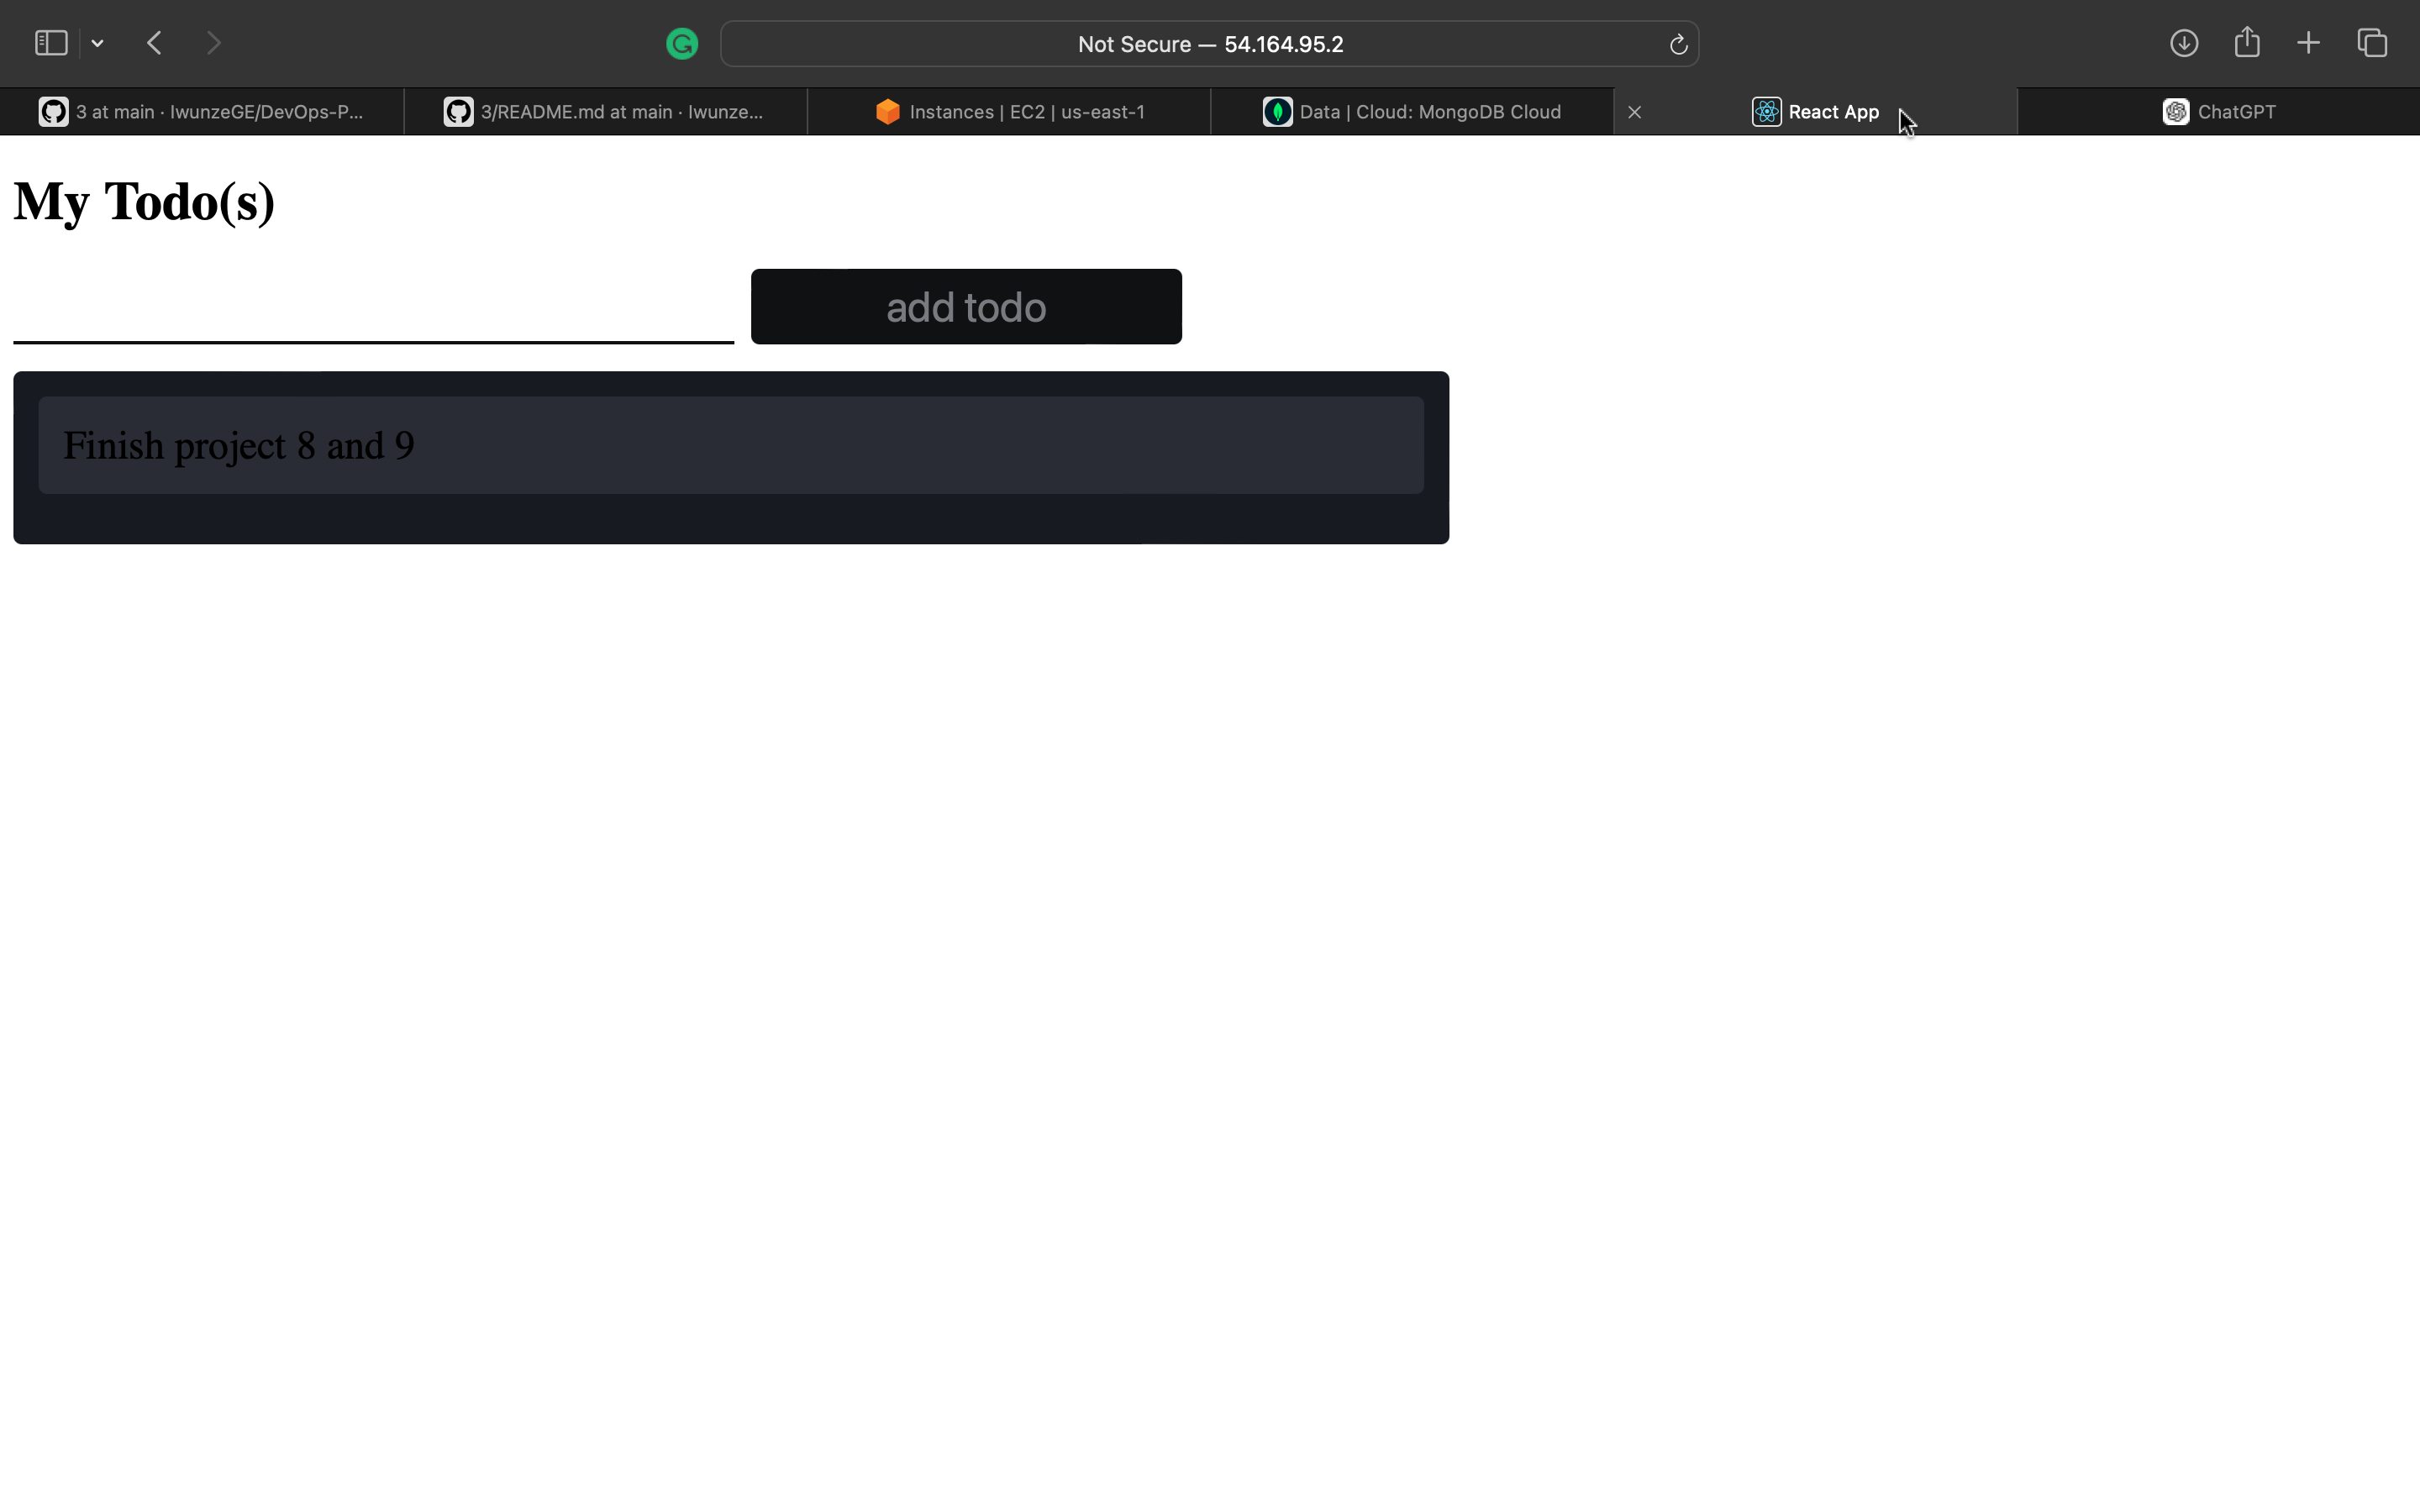 Not Secure — 54.164.95.2
3 at main · IwunzeGE/DevOps-P...
3/README.md at main · Iwunze...
Instances | EC2 | us-east-1
Data | Cloud: MongoDB Cloud
React App
ChatGPT
My Todo(s)
add todo
Finish project 8 and 9